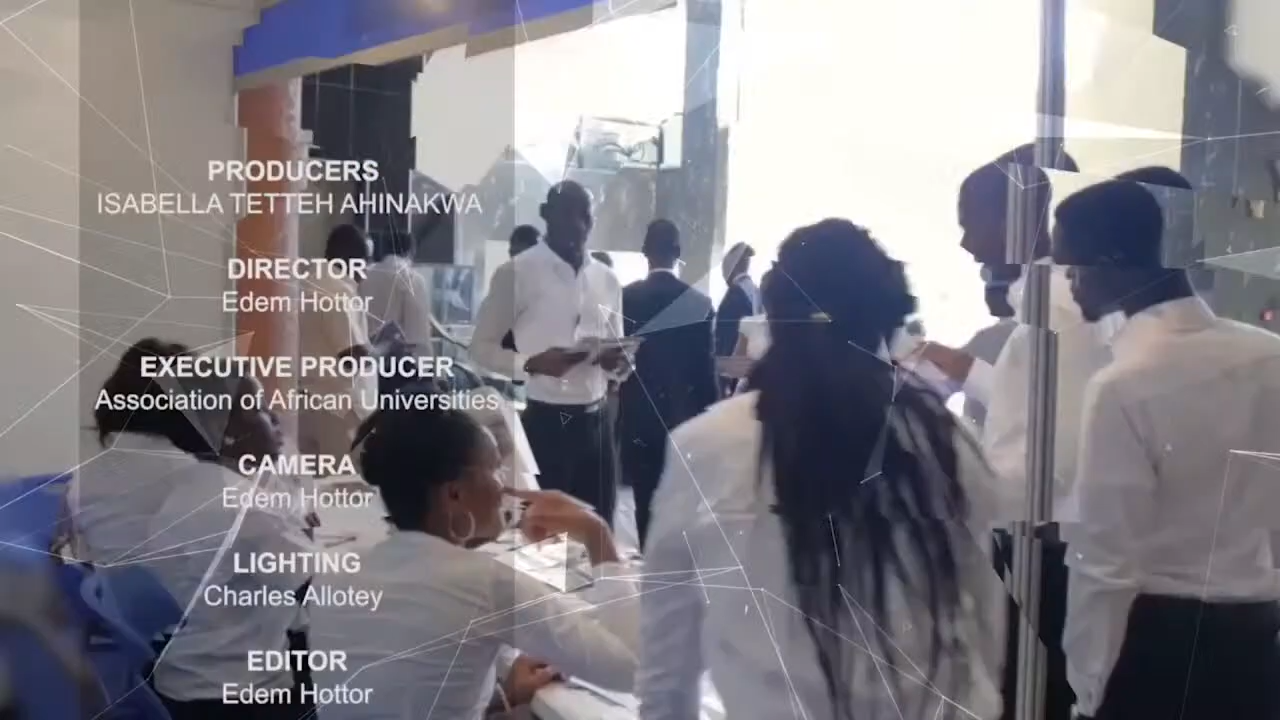 PRODUCERS
ISABELLA TETTEH AHINAKWA
DIRECTOR
Edem Hottor
EXECUTIVE PRODUCER
Association of African Universities
CAMERA
Edem Hottor
LIGHTING
Charles Allotey
EDITOR
Edem Hottor